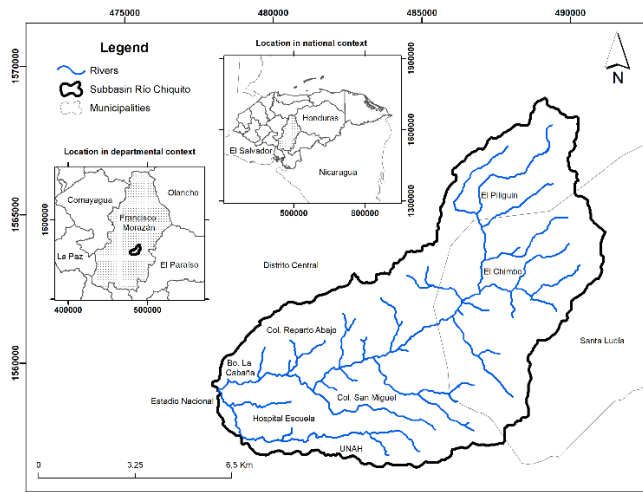 475000
480000
485000
490000
1570000
1565000
1560000
Legend
Rivers
Subbasin Río Chiquito
Municipalities
Location in national context
Honduras
El Salvador
Nicaragua
500000
800000
1900000
1600000
1300000
N
Location in departmental context
Comayagua
Olancho
Francisco
Morazán
La Paz
El Paraíso
400000
500000
1600000
El Piliguin
El Chimbo
Distrito Central
Santa Lucía
Col. Reparto Abajo
Bo. La
Cabaña
Estadio Nacional
Col. San Miguel
Hospital Escuela
UNAH
0
3,25
6,5 Km